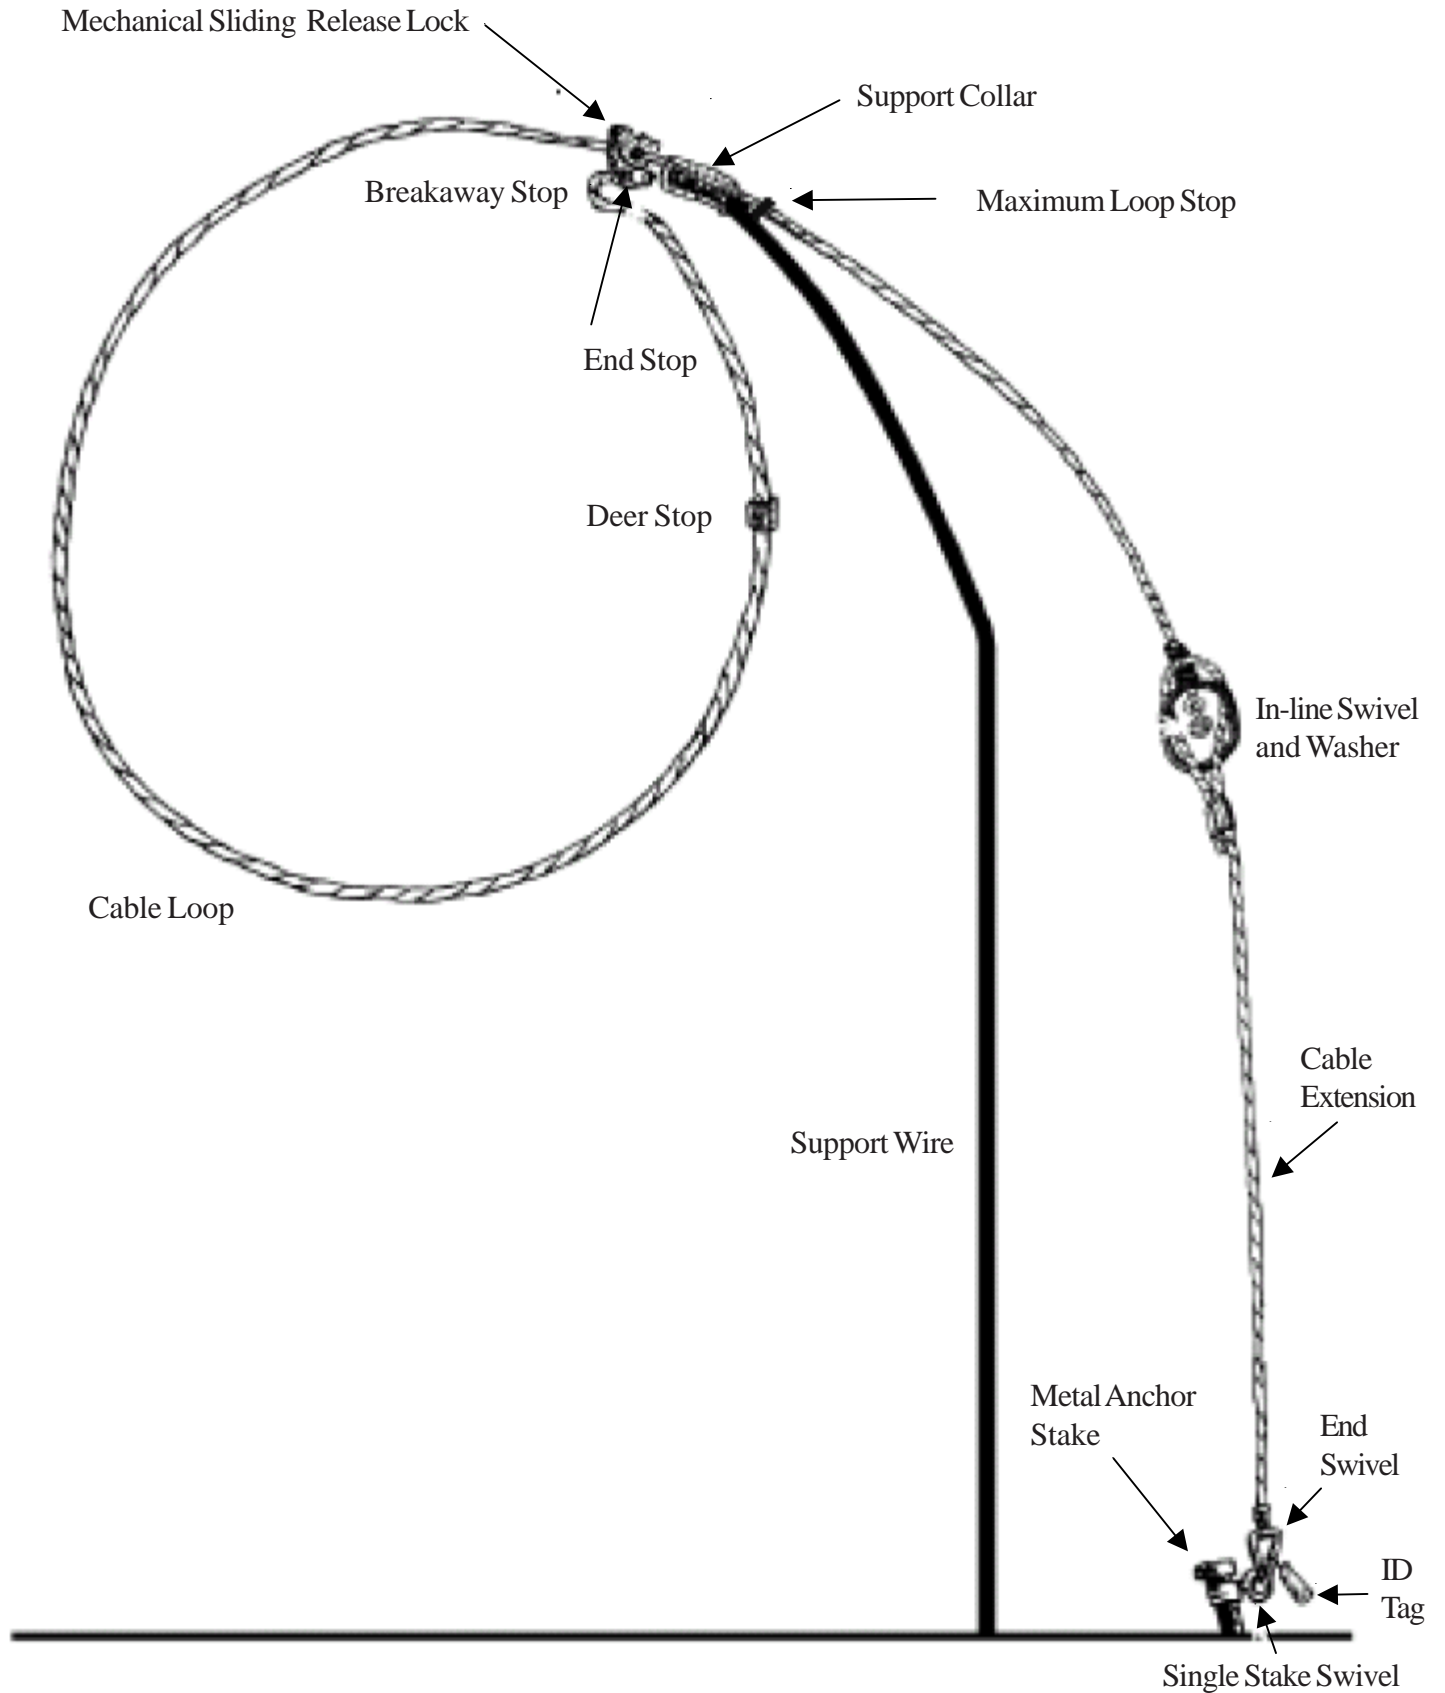 Mechanical Sliding Release Lock
Support Collar
Breakaway Stop
Maximum Loop Stop
End Stop
Deer Stop
In-line Swivel
and Washer
Cable Loop
Cable
Extension
Support Wire
Metal Anchor
Stake
End
Swivel
ID
Tag
Single Stake Swivel